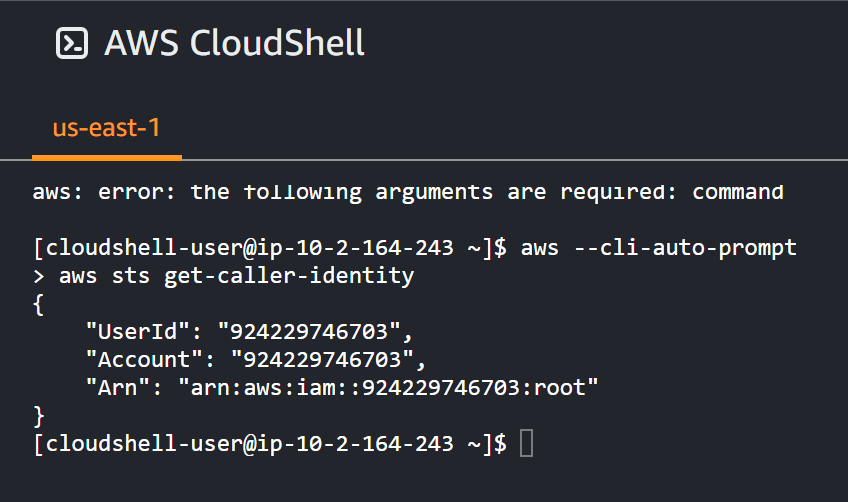 AWS CloudShell
us-east-1
aws: error: the following arguments are required: command
[cloudshell-user@ip-10-2-164-243 ~]$ aws --cli-auto-prompt
> aws sts get-caller-identity
{
    "UserId": "924229746703",
    "Account": "924229746703",
    "Arn": "arn:aws:iam::924229746703:root"
}
[cloudshell-user@ip-10-2-164-243 ~]$